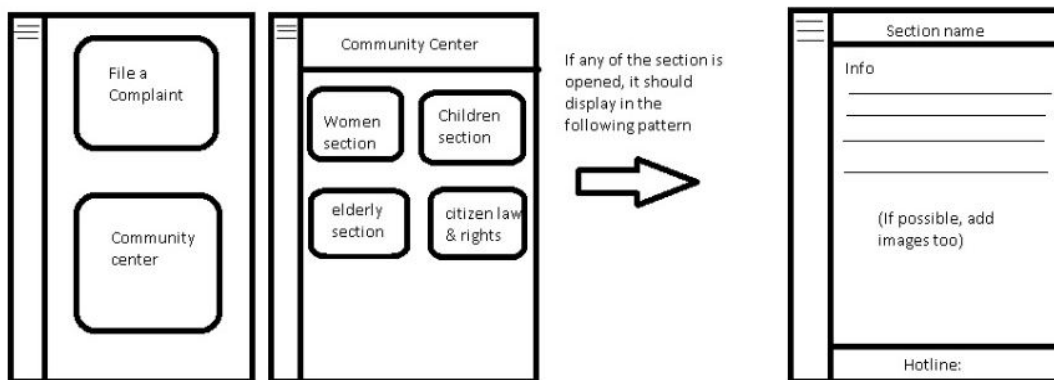 File a
Complaint
Community
center
Community Center
Women
section
Children
section
elderly
section
citizen law
& rights
If any of the section is
opened, it should
display in the
following pattern
Section name
Info
(If possible, add
images too)
Hotline: